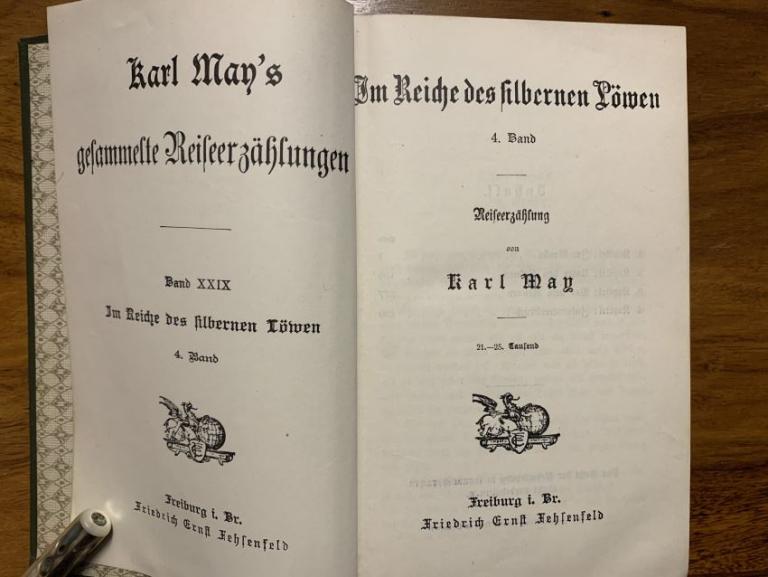 Karl May's
gesammelte Reiseerzählungen
Band XXIX
Im Reiche des silbernen Löwen
4. Band
Freiburg i. Br.
Friedrich Ernst Fehsenfeld
Im Reiche des silbernen Löwen
4. Band
Reiseerzählung
von
Karl May
21.—25. Tausend
Freiburg i. Br.
Friedrich Ernst Fehsenfeld